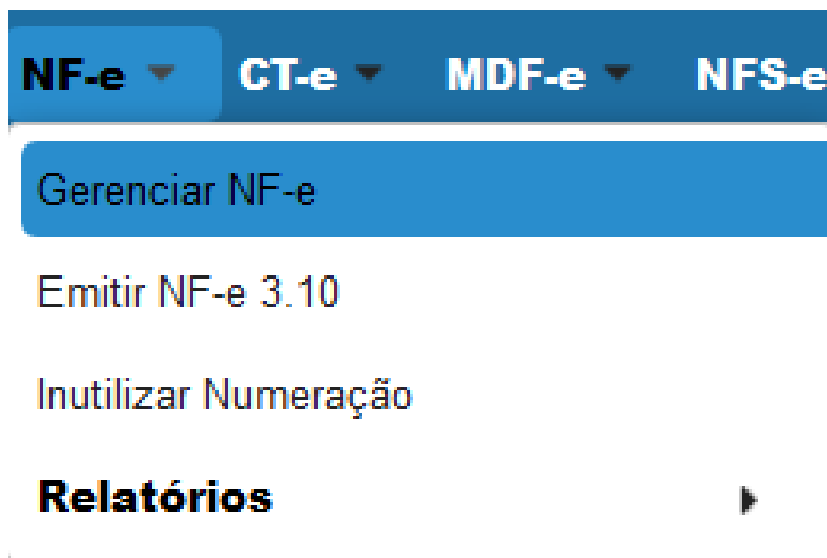 NF-e CT-e MDF-e NFS-e
Gerenciar NF-e
Emitir NF-e 3.10
Inutilizar Numeração
Relatórios